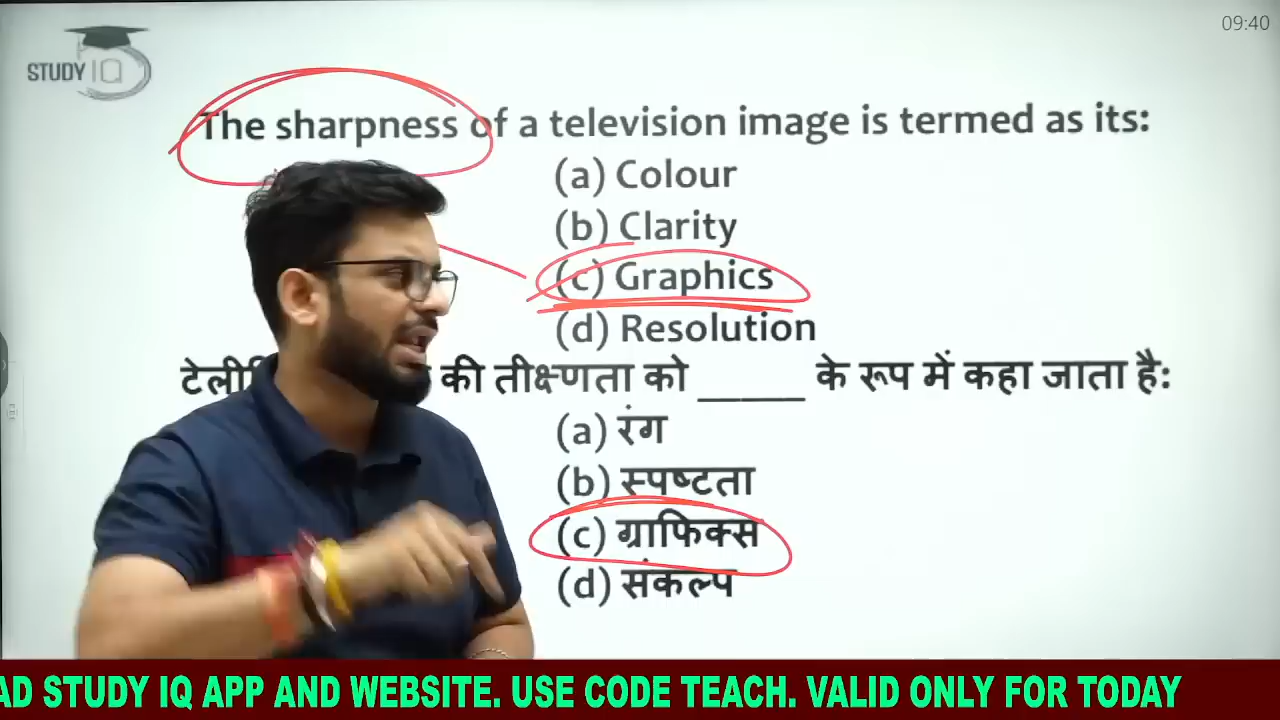 09:40
STUDY IQ
The sharpness of a television image is termed as its:
(a) Colour
(b) Clarity
(c) Graphics
(d) Resolution
की तीक्ष्णता को _____ के रूप में कहा जाता है:
(a) रंग
(b) स्पष्टता
(c) ग्राफिक्स
(d) संकल्प
AD STUDY IQ APP AND WEBSITE. USE CODE TEACH. VALID ONLY FOR TODAY